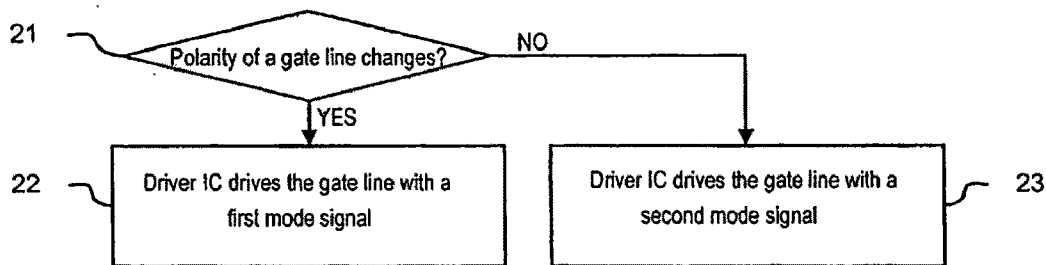 21
Polarity of a gate line changes?
NO
YES
22
Driver IC drives the gate line with a
first mode signal
Driver IC drives the gate line with a
second mode signal
23